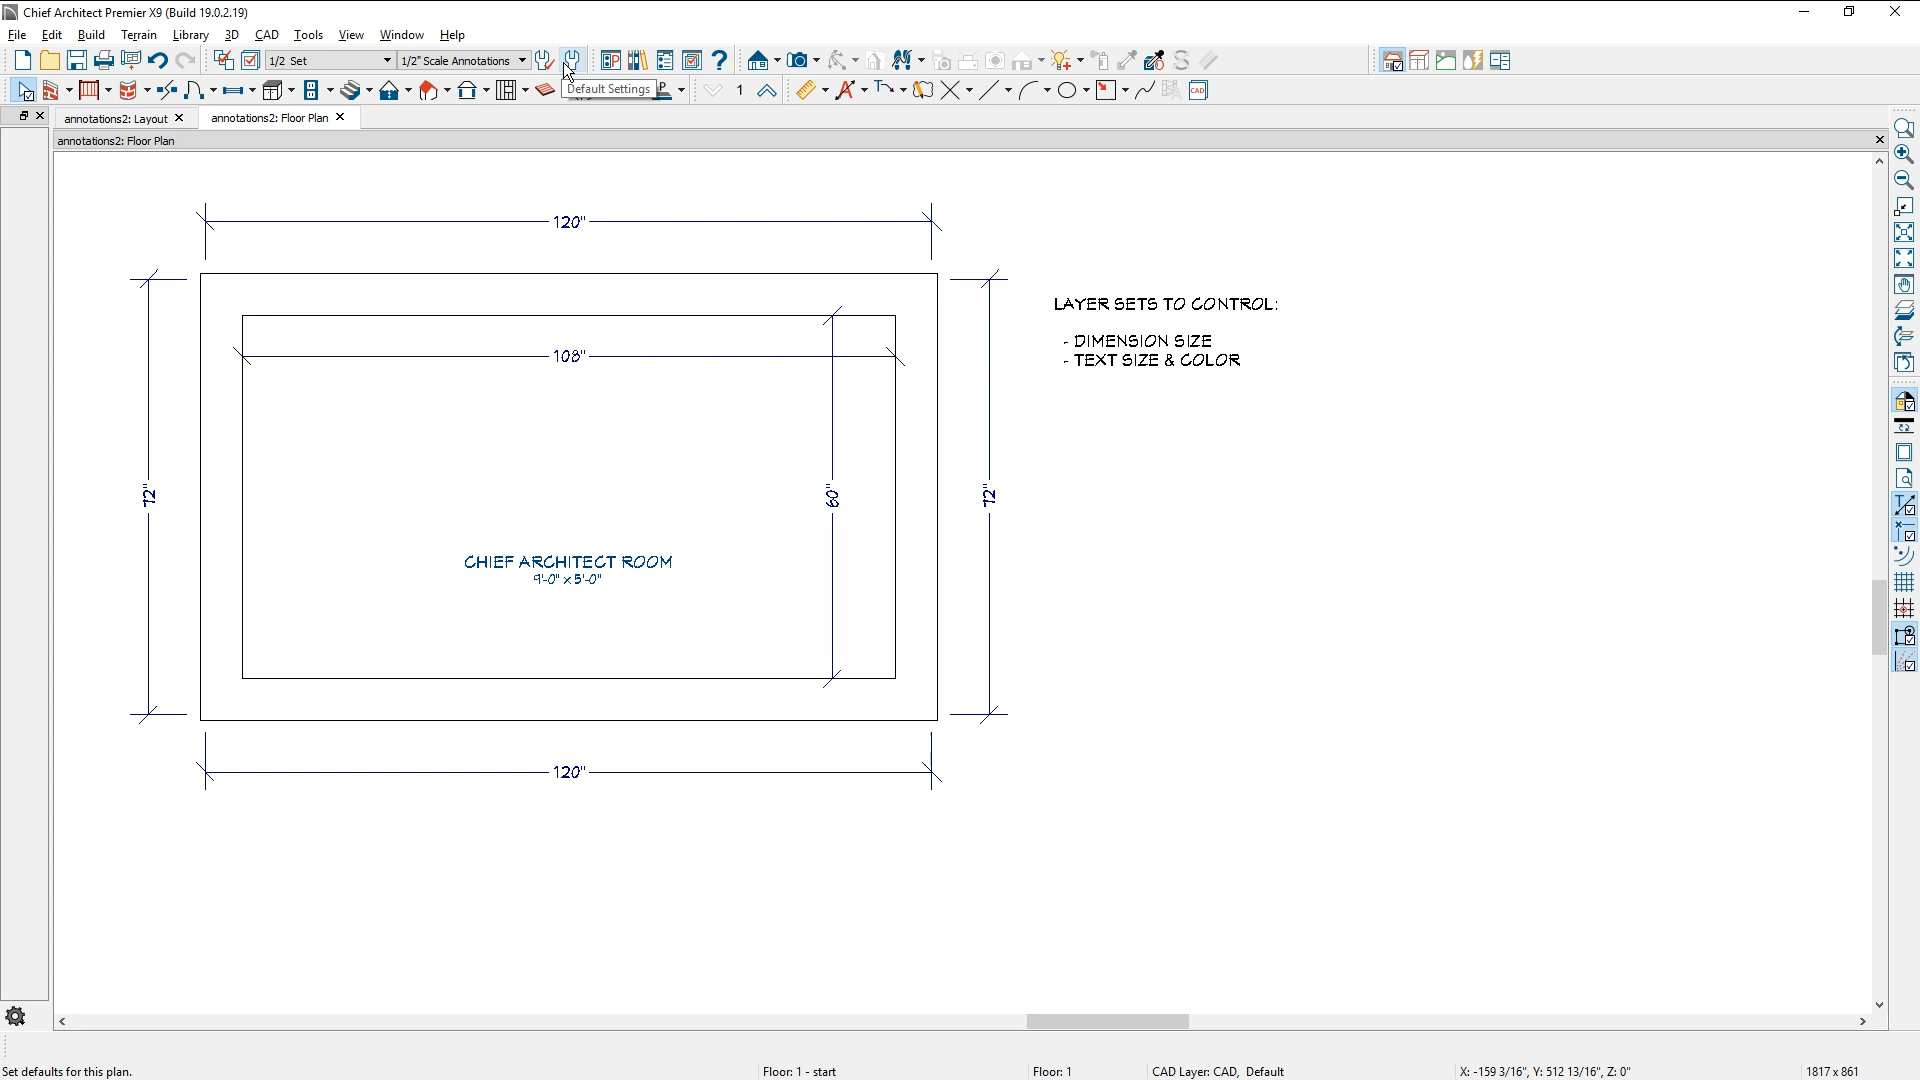 Chief Architect Premier X9 (Build 19.0.2.19)
File Edit Build Terrain Library 3D CAD Tools View Window Help
1/2 Set 1/2" Scale Annotations
Default Settings
1
CAD
annotations2: Layout
annotations2: Floor Plan
annotations2: Floor Plan
120"
LAYER SETS TO CONTROL:
- DIMENSION SIZE
- TEXT SIZE & COLOR
108"
72"
60"
72"
CHIEF ARCHITECT ROOM
9'-0" x 5'-0"
120"
Set defaults for this plan.
Floor: 1 - start
Floor: 1
CAD Layer: CAD, Default
X: -159 3/16", Y: 512 13/16", Z: 0"
1817 x 861